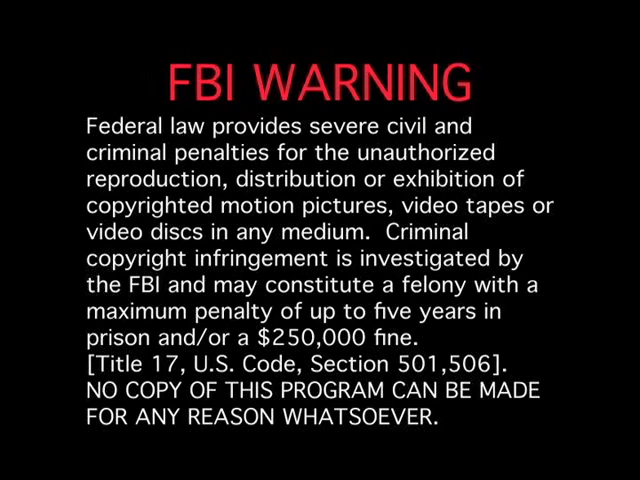 FBI WARNING
Federal law provides severe civil and
criminal penalties for the unauthorized
reproduction, distribution or exhibition of
copyrighted motion pictures, video tapes or
video discs in any medium.  Criminal
copyright infringement is investigated by
the FBI and may constitute a felony with a
maximum penalty of up to five years in
prison and/or a $250,000 fine.
[Title 17, U.S. Code, Section 501,506].
NO COPY OF THIS PROGRAM CAN BE MADE
FOR ANY REASON WHATSOEVER.